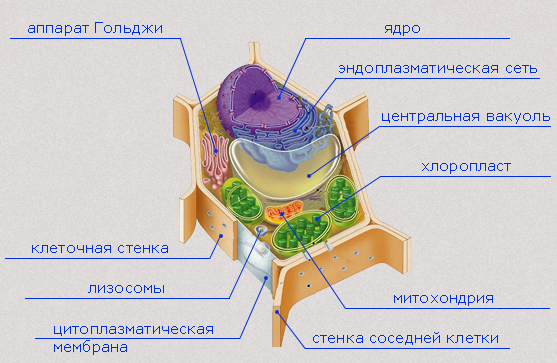 аппарат Гольджи
ядро
эндоплазматическая сеть
центральная вакуоль
хлоропласт
клеточная стенка
лизосомы
митохондрия
цитоплазматическая
мембрана
стенка соседней клетки